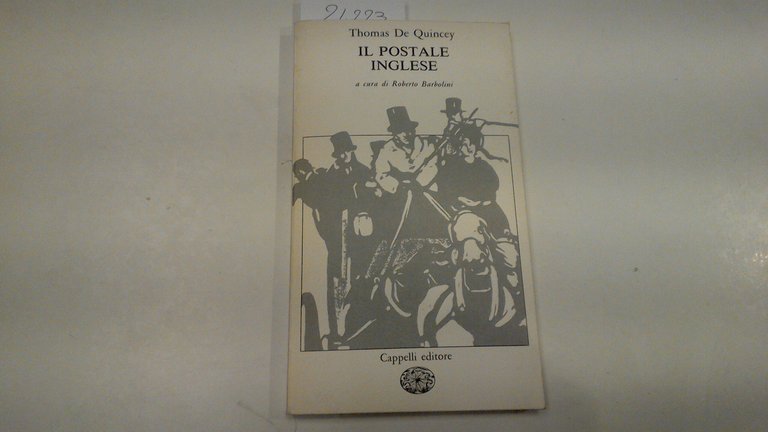 21223
Thomas De Quincey
IL POSTALE
INGLESE
a cura di Roberto Barbolini
Cappelli editore